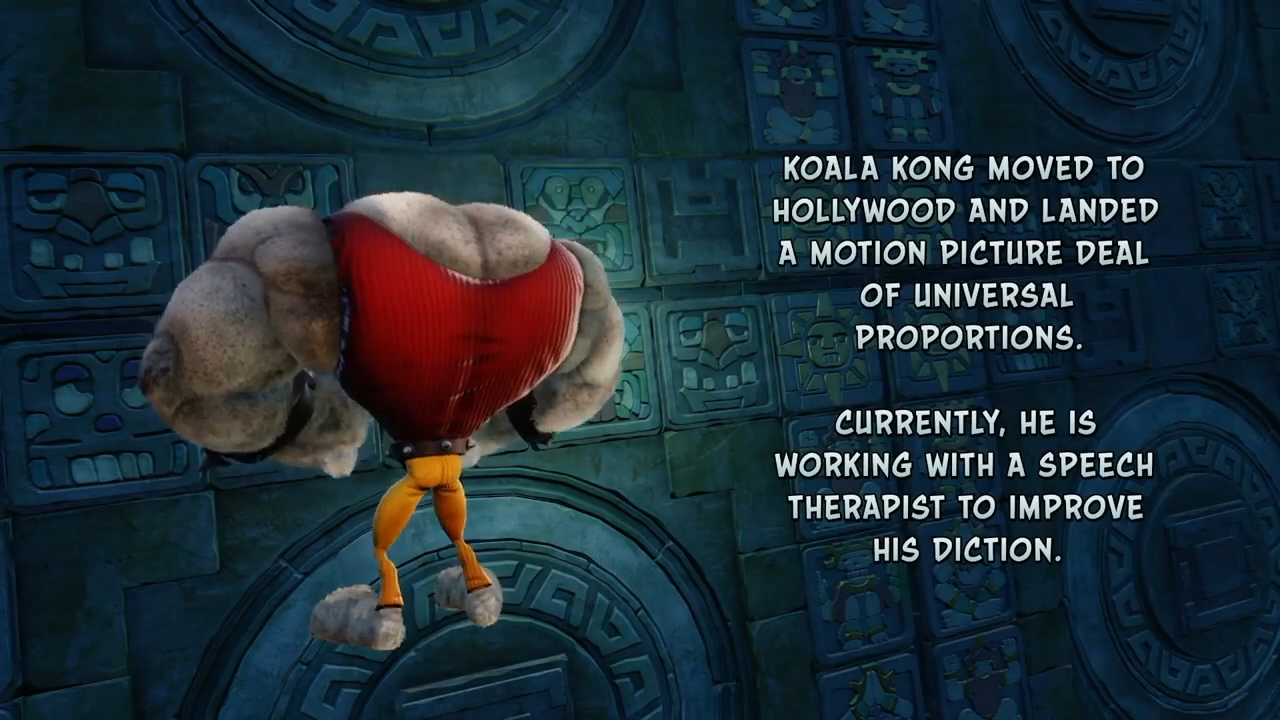 KOALA KONG MOVED TO
HOLLYWOOD AND LANDED
A MOTION PICTURE DEAL
OF UNIVERSAL
PROPORTIONS.
CURRENTLY, HE IS
WORKING WITH A SPEECH
THERAPIST TO IMPROVE
HIS DICTION.